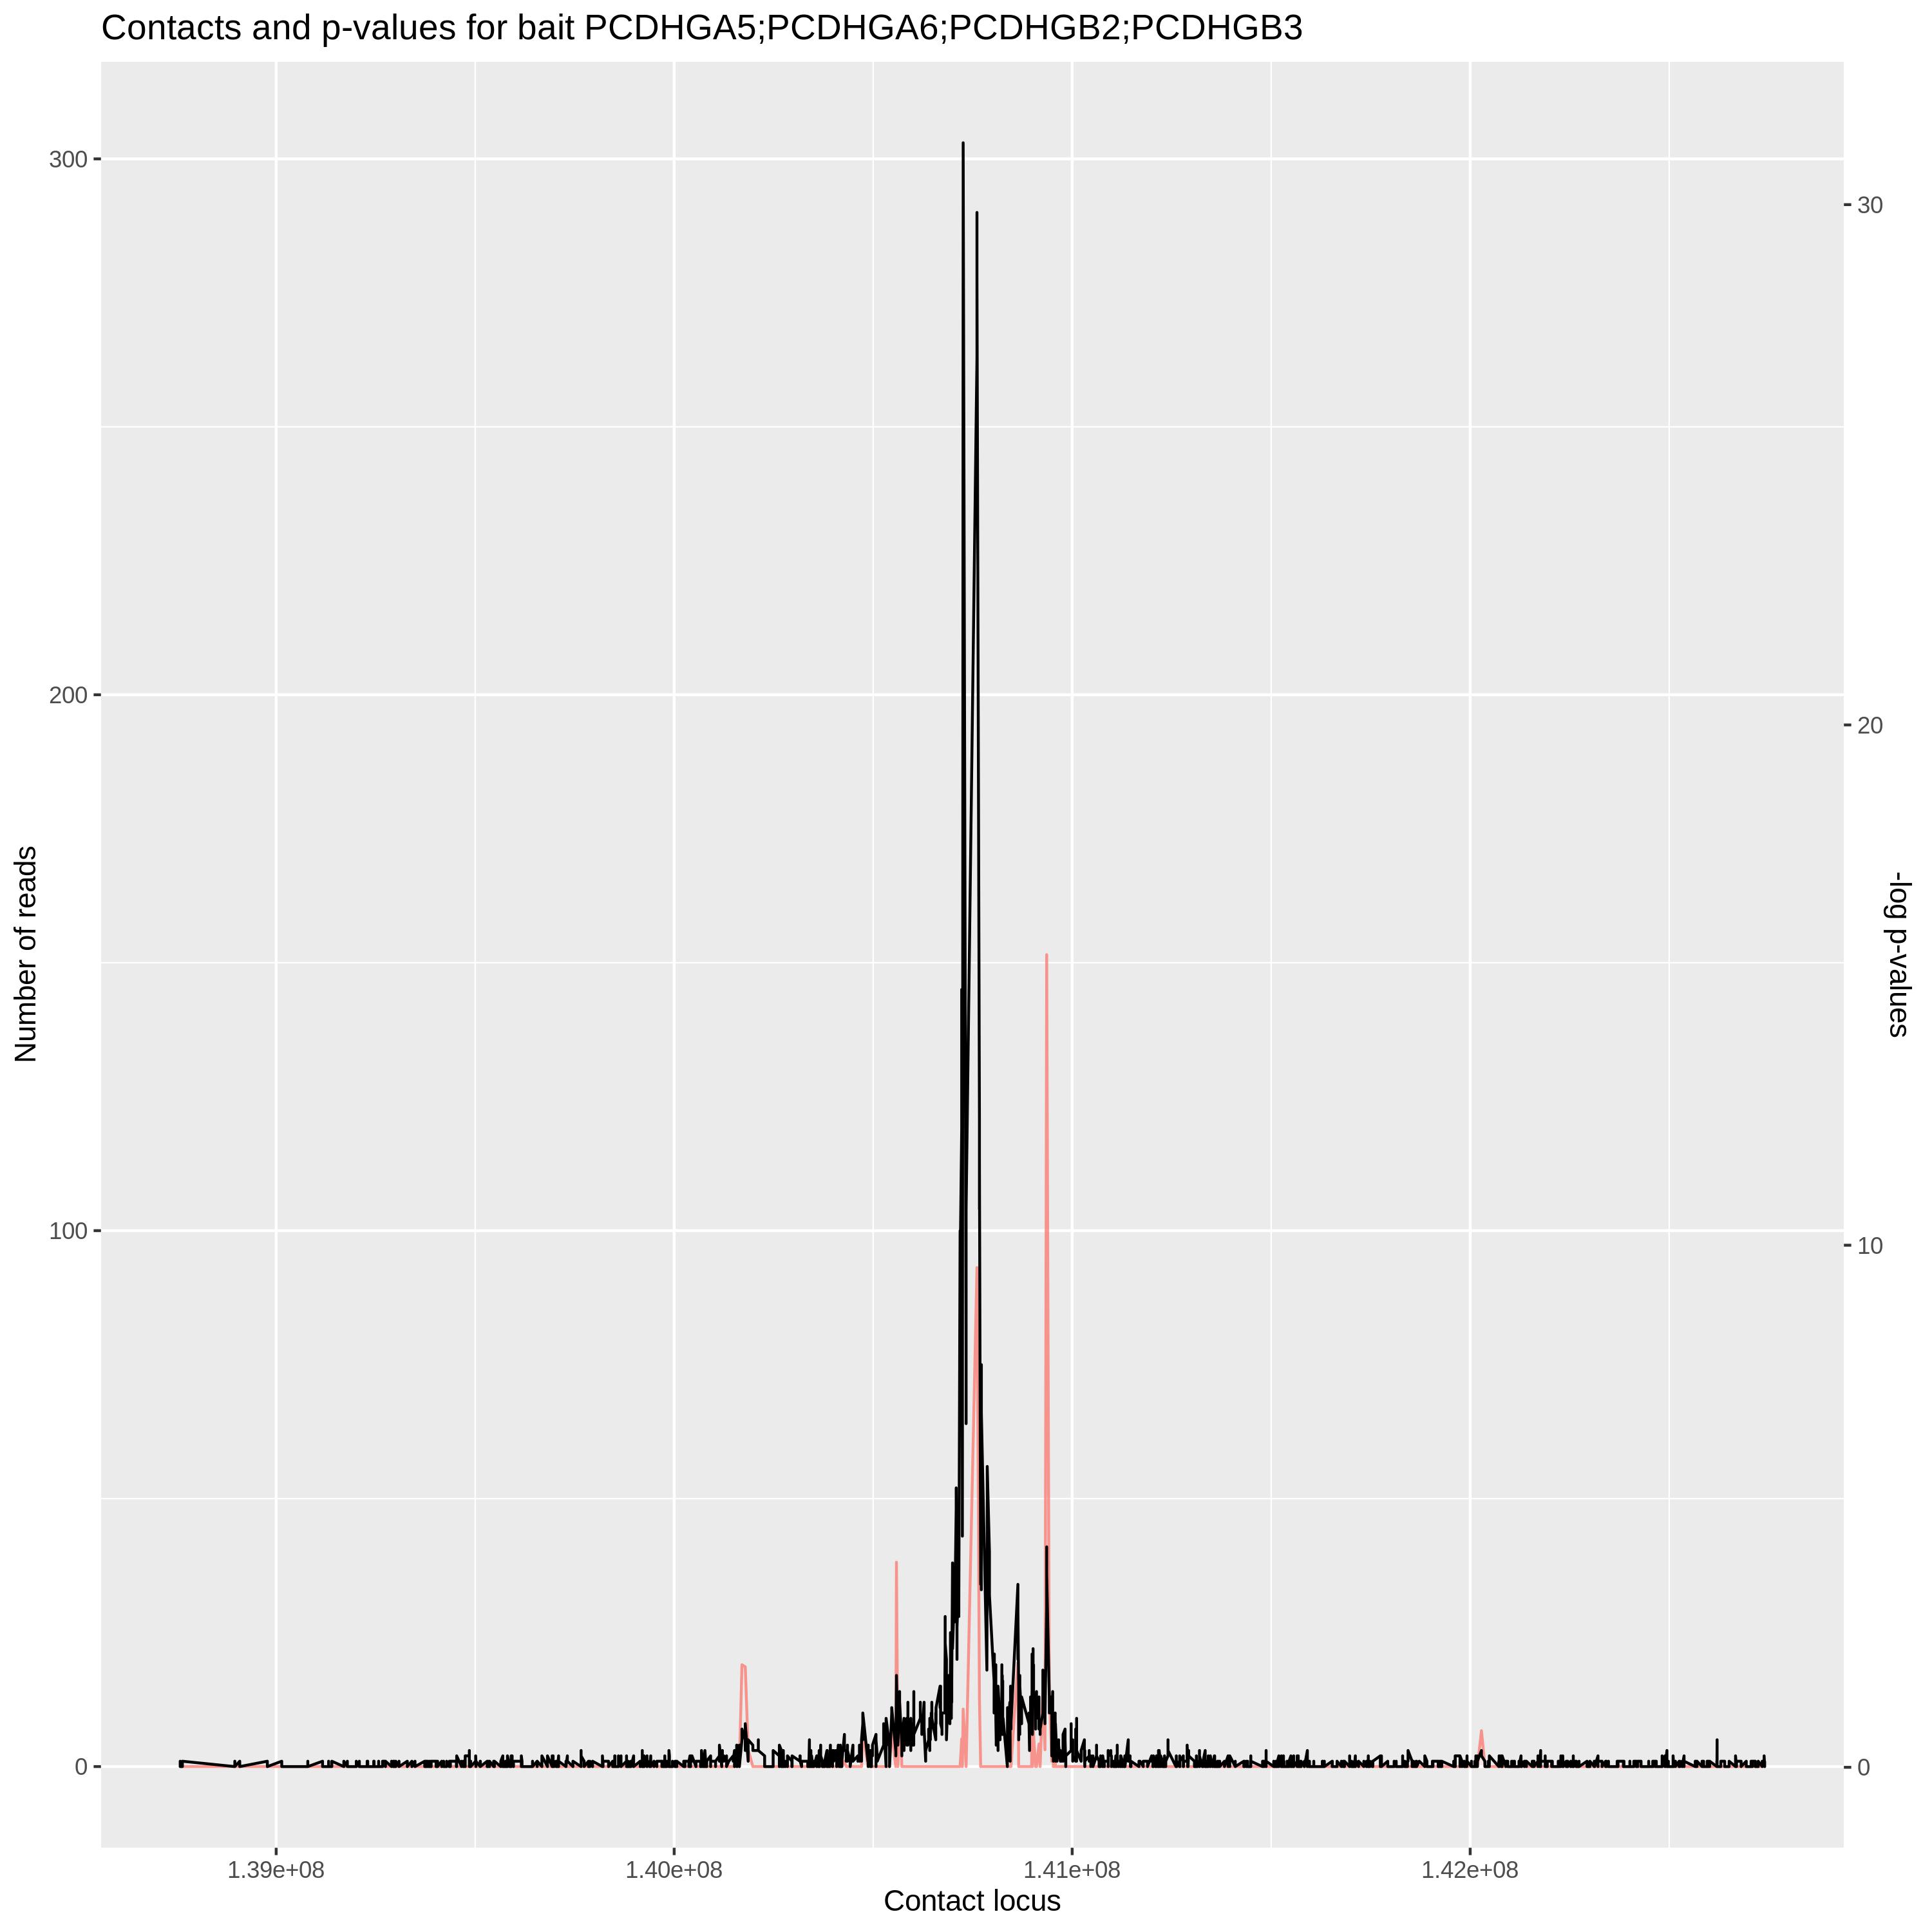 Contacts and p-values for bait PCDHGA5;PCDHGA6;PCDHGB2;PCDHGB3
300
200
100
0
Number of reads
30
20
10
0
-log p-values
1.39e+08
1.40e+08
1.41e+08
1.42e+08
Contact locus